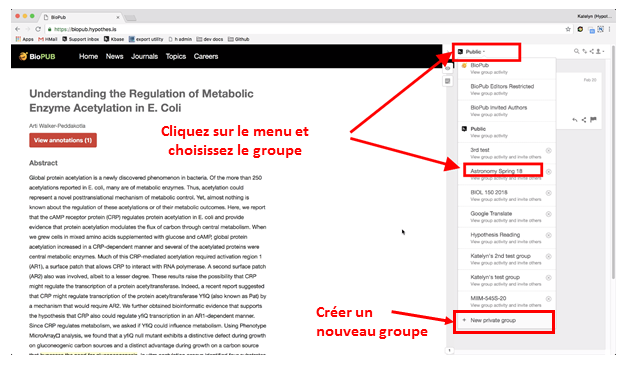 BioPub
Katelyn (Hypot...
https://biopub.hypothes.is
Apps HMail Support inbox Kbase export utility h admin dev docs Github
BioPUB Home News Journals Topics Careers
Public
BioPub
View group activity
BioPub Editors Restricted
View group activity
BioPub Invited Authors
View group activity
Public
View group activity
3rd test
View group activity and invite others
Astronomy Spring 18
View group activity and invite others
BIOL 150 2018
View group activity and invite others
Google Translate
View group activity and invite others
Hypothesis Reading
View group activity and invite others
Katelyn's 2nd test group
View group activity and invite others
Katelyn's test group
View group activity and invite others
MIIM-545S-20
View group activity and invite others
+ New private group
Understanding the Regulation of Metabolic
Enzyme Acetylation in E. Coli
Arti Walker-Peddakotla
View annotations (1)
Cliquez sur le menu et
choisissez le groupe
Abstract
Global protein acetylation is a newly discovered phenomenon in bacteria. Of the more than 250
acetylations reported in E. coli, many are of metabolic enzymes. Thus, acetylation could
represent a novel posttranslational mechanism of metabolic control. Yet, almost nothing is
known about the regulation of these acetylations or of their metabolic outcomes. Here, we report
that the cAMP receptor protein (CRP) regulates protein acetylation in E. coli and provide
evidence that protein acetylation modulates the flux of carbon through central metabolism. When
we grew cells in mixed amino acids supplemented with glucose and cAMP, global protein
acetylation increased in a CRP-dependent manner and several of the acetylated proteins were
central metabolic enzymes. Much of this CRP-mediated acetylation required activation region 1
(AR1), a surface patch that allows CRP to interact with RNA polymerase. A second surface patch
(AR2) also was involved, albeit to a lesser degree. These results raise the possibility that CRP
might regulate the transcription of a protein acetyltransferase. Indeed, a recent report suggested
that CRP might regulate transcription of the protein acetyltransferase YfiQ (also known as Pat) by
a mechanism that would require AR2. We further obtained bioinformatic evidence that supports
the hypothesis that CRP also could regulate yfiQ transcription in an AR1-dependent manner.
Since CRP regulates metabolism, we asked if YfiQ could influence metabolism. Using Phenotype
MicroArray analysis, we found that a yfiQ null mutant exhibits a distinctive defect during growth
on gluconeogenic carbon sources and a distinct advantage during growth on a carbon source
Créer un
nouveau groupe